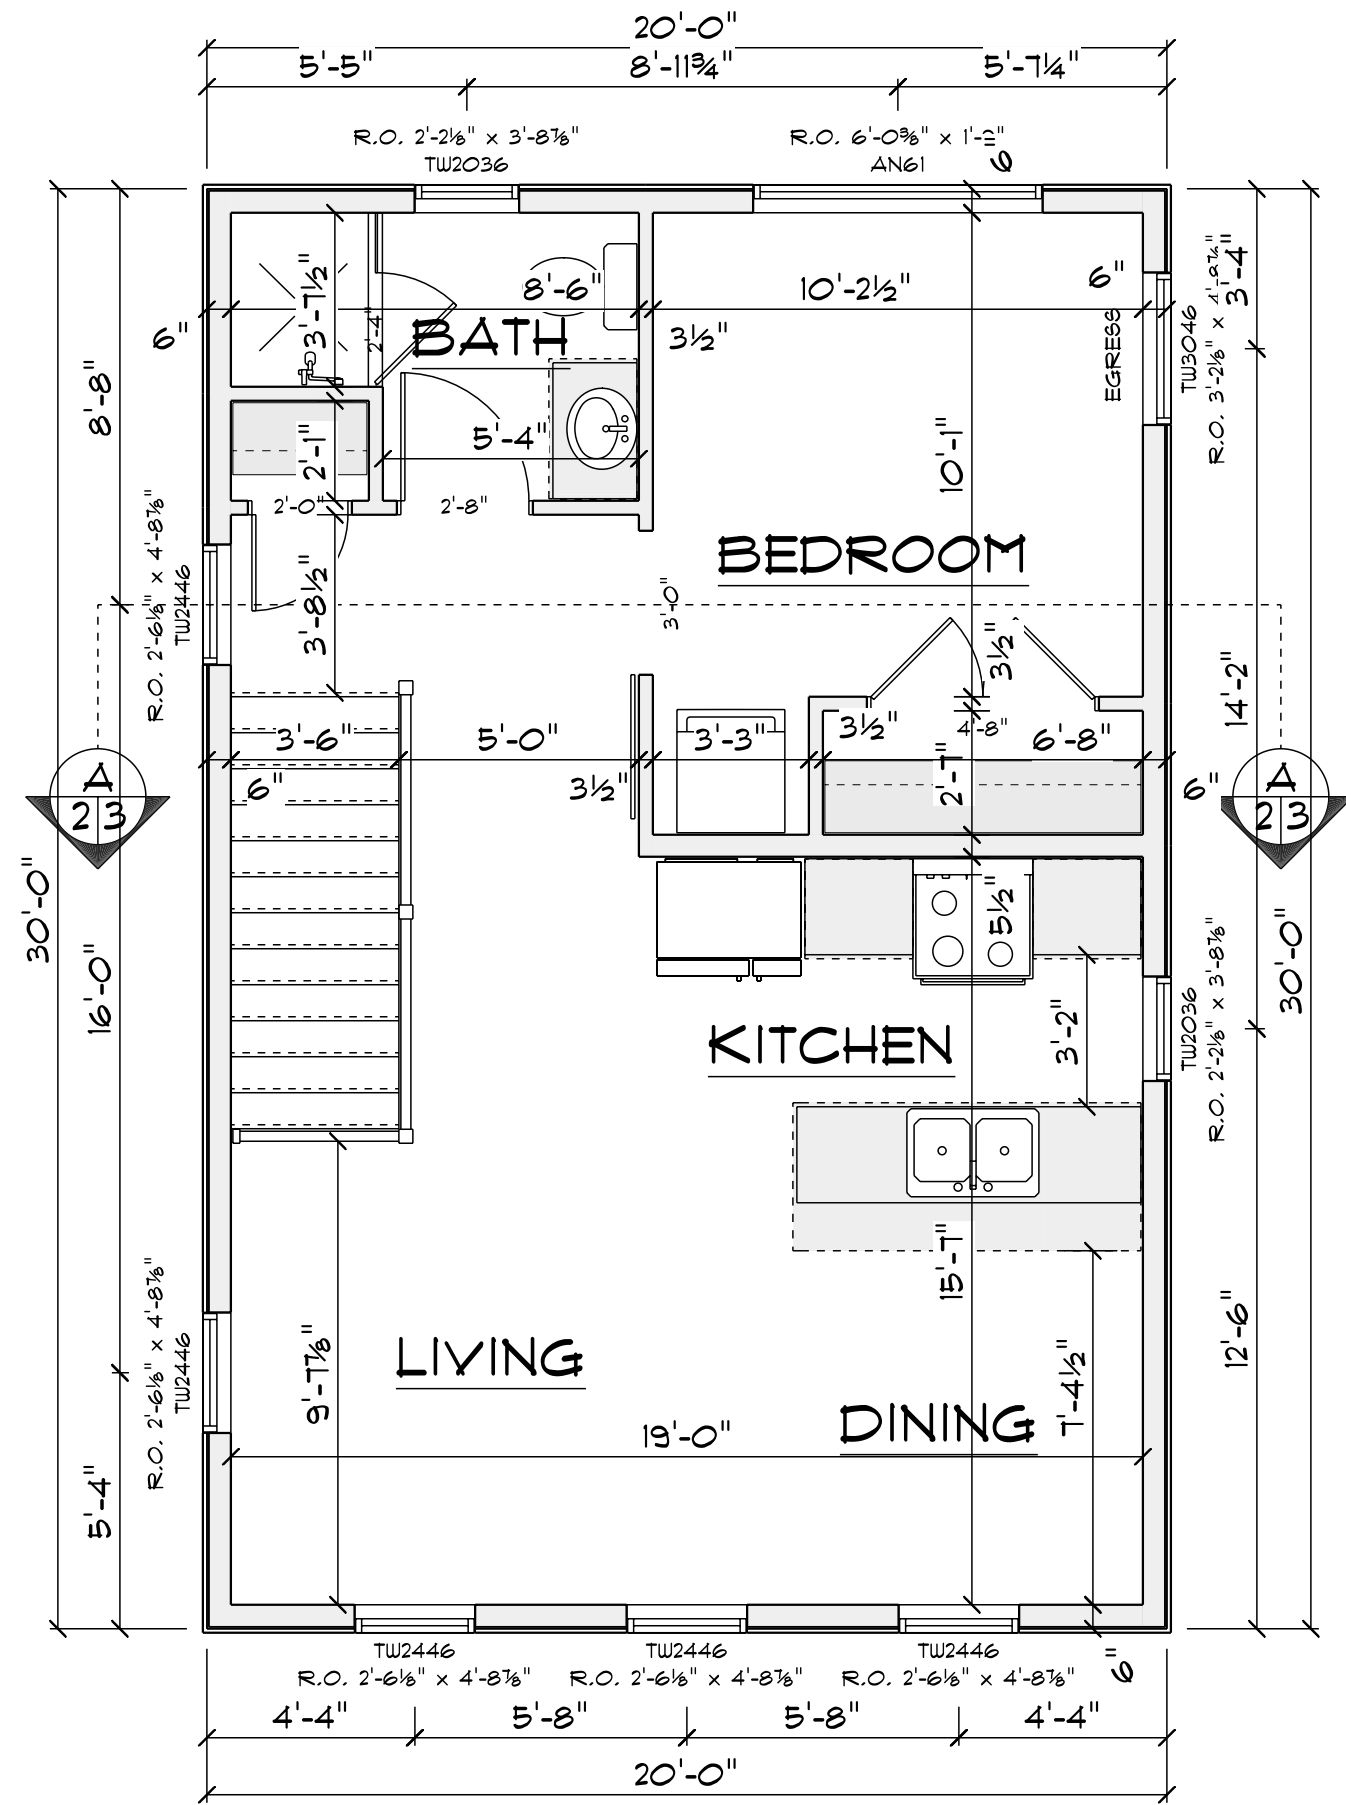 20'-0"
5'-5"
8'-11¾"
5'-7¼"
R.O. 2'-2⅛" x 3'-8⅞"
TW2036
R.O. 6'-0⅜" x 1'-
AN61
6
8'-6"
10'-2½"
6"
6"
3½"
3'-7½"
2'-4"
BATH
EGRESS
TW3046
R.O. 3'-2⅛" x
3'-4"
8'-8"
2'-1"
5'-4"
10'-1"
2'-0"
2'-8"
R.O. 2'-6⅛" x 4'-8⅞"
TW2446
3'-8½"
BEDROOM
3'-0"
3½"
14'-2"
3'-6"
5'-0"
3'-3"
3½"
4'-8"
6'-8"
6"
3½"
2'-7"
6"
A
2 3
A
2 3
30'-0"
16'-0"
5½"
30'-0"
KITCHEN
3'-2"
TW2036
R.O. 2'-2⅛" x 3'-8⅞"
15'-7"
R.O. 2'-6⅛" x 4'-8⅞"
TW2446
9'-7⅞"
LIVING
7'-4½"
12'-6"
DINING
19'-0"
5'-4"
TW2446
R.O. 2'-6⅛" x 4'-8⅞"
TW2446
R.O. 2'-6⅛" x 4'-8⅞"
TW2446
R.O. 2'-6⅛" x 4'-8⅞"
6"
4'-4"
5'-8"
5'-8"
4'-4"
20'-0"